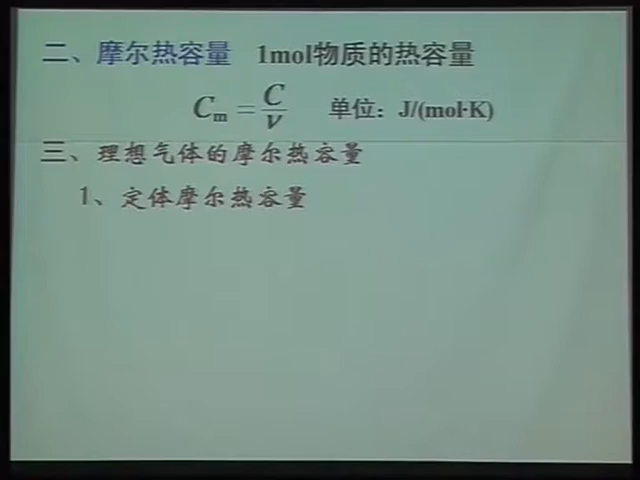 二、摩尔热容量 1mol物质的热容量
C_m = C/ν 单位：J/(mol·K)
三、理想气体的摩尔热容量
1、定体摩尔热容量